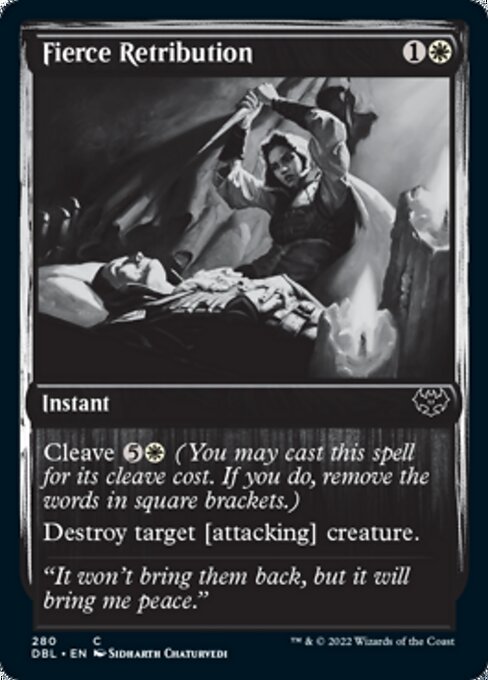 Fierce Retribution 1
Instant
Cleave 5 (You may cast this spell
for its cleave cost. If you do, remove the
words in square brackets.)
Destroy target [attacking] creature.
“It won’t bring them back, but it will
bring me peace.”
280 C
DBL • EN Sidharth Chaturvedi
™ & © 2022 Wizards of the Coast